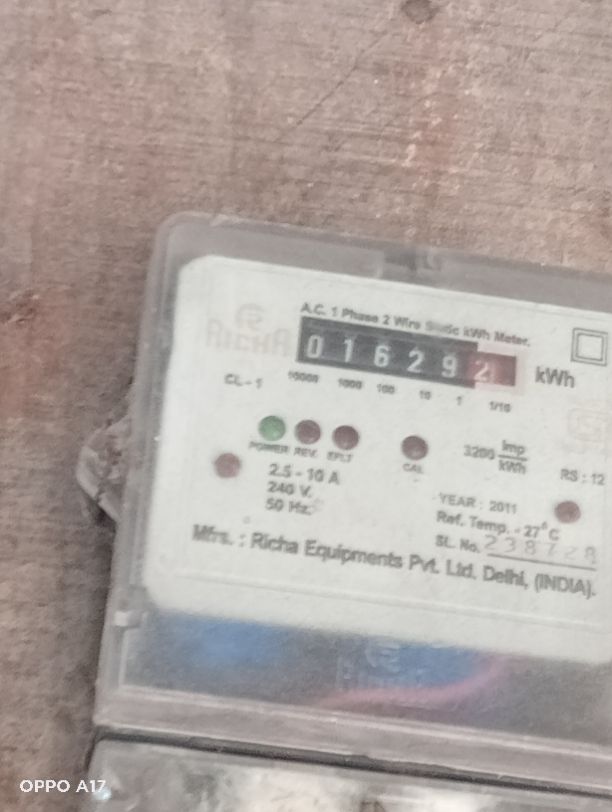 A.C. 1 Phase 2 Wire Static kWh Meter.
RICHA
0 1 6 2 9 2 kWh
CL-1
10000 1000 100 10 1 1/10
POWER REV. EFLT CAL
3200 Imp/kWh
RS : 12
2.5 - 10 A
240 V.
50 Hz.
YEAR : 2011
Ref. Temp. - 27°C
SL. No. 238728
Mfrs. : Richa Equipments Pvt. Ltd. Delhi, (INDIA).
OPPO A17